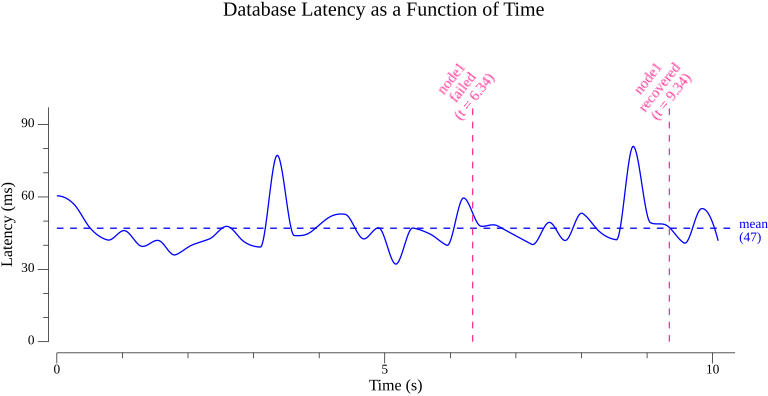 Database Latency as a Function of Time
node1
failed
(t = 6.34)
node1
recovered
(t = 9.34)
90
60
30
0
Latency (ms)
mean
(47)
0
5
10
Time (s)